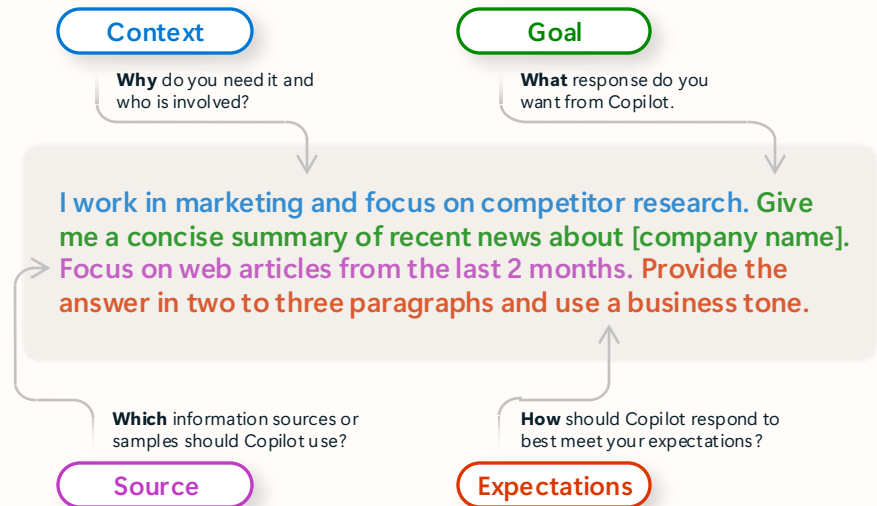 Context
Goal
Why do you need it and
who is involved?
What response do you
want from Copilot.
I work in marketing and focus on competitor research. Give
me a concise summary of recent news about [company name].
Focus on web articles from the last 2 months. Provide the
answer in two to three paragraphs and use a business tone.
Which information sources or
samples should Copilot use?
How should Copilot respond to
best meet your expectations?
Source
Expectations